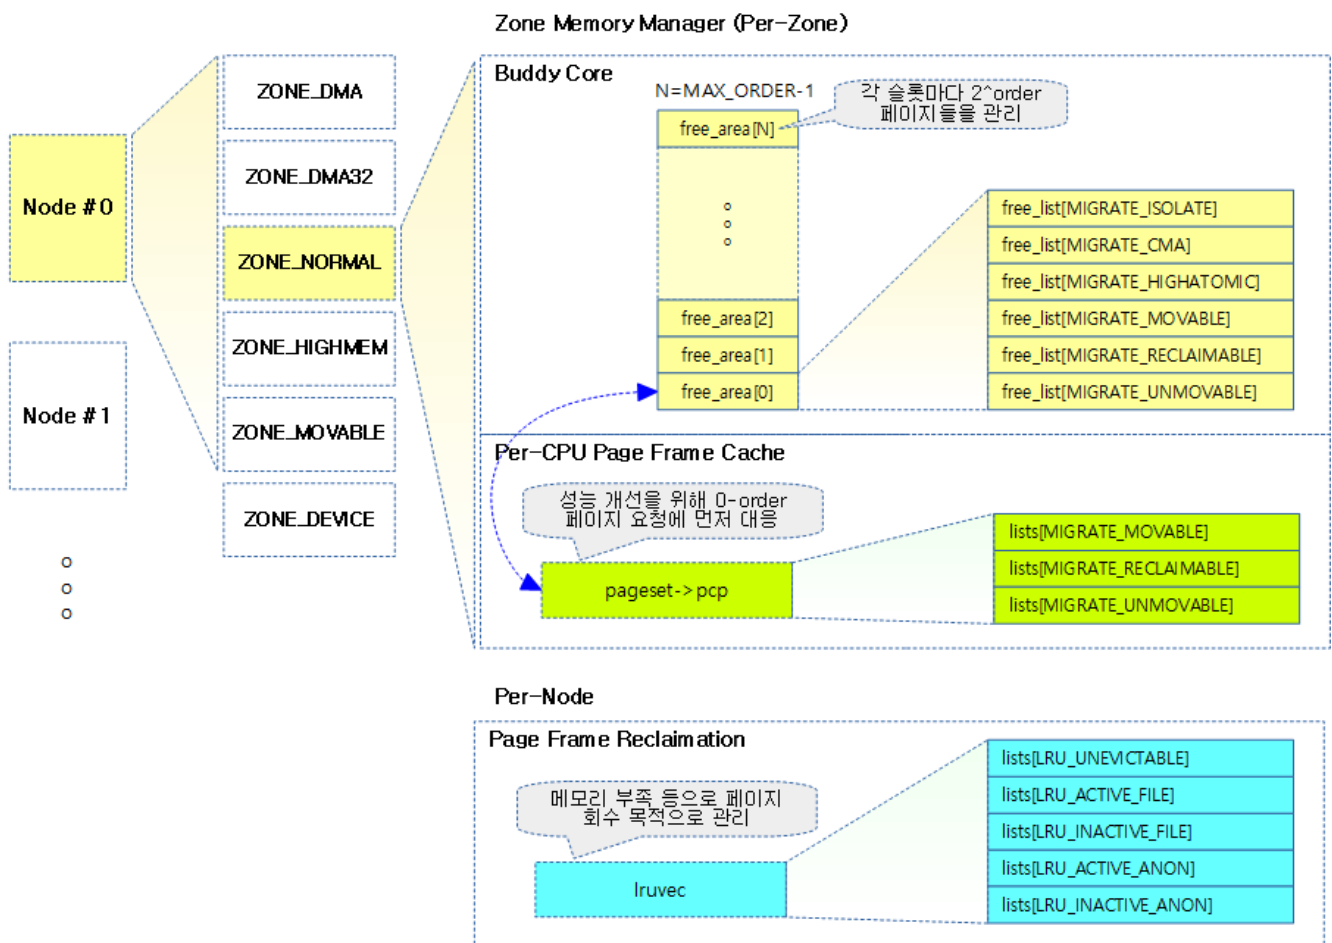 Zone Memory Manager (Per-Zone)
Node #0
Node #1
ZONE_DMA
ZONE_DMA32
ZONE_NORMAL
ZONE_HIGHMEM
ZONE_MOVABLE
ZONE_DEVICE
Buddy Core
N=MAX_ORDER-1
각 슬롯마다 2^order
페이지들을 관리
free_area[N]
free_area[2]
free_area[1]
free_area[0]
free_list[MIGRATE_ISOLATE]
free_list[MIGRATE_CMA]
free_list[MIGRATE_HIGHATOMIC]
free_list[MIGRATE_MOVABLE]
free_list[MIGRATE_RECLAIMABLE]
free_list[MIGRATE_UNMOVABLE]
Per-CPU Page Frame Cache
성능 개선을 위해 0-order
페이지 요청에 먼저 대응
pageset->pcp
lists[MIGRATE_MOVABLE]
lists[MIGRATE_RECLAIMABLE]
lists[MIGRATE_UNMOVABLE]
Per-Node
Page Frame Reclaimation
메모리 부족 등으로 페이지
회수 목적으로 관리
lruvec
lists[LRU_UNEVICTABLE]
lists[LRU_ACTIVE_FILE]
lists[LRU_INACTIVE_FILE]
lists[LRU_ACTIVE_ANON]
lists[LRU_INACTIVE_ANON]